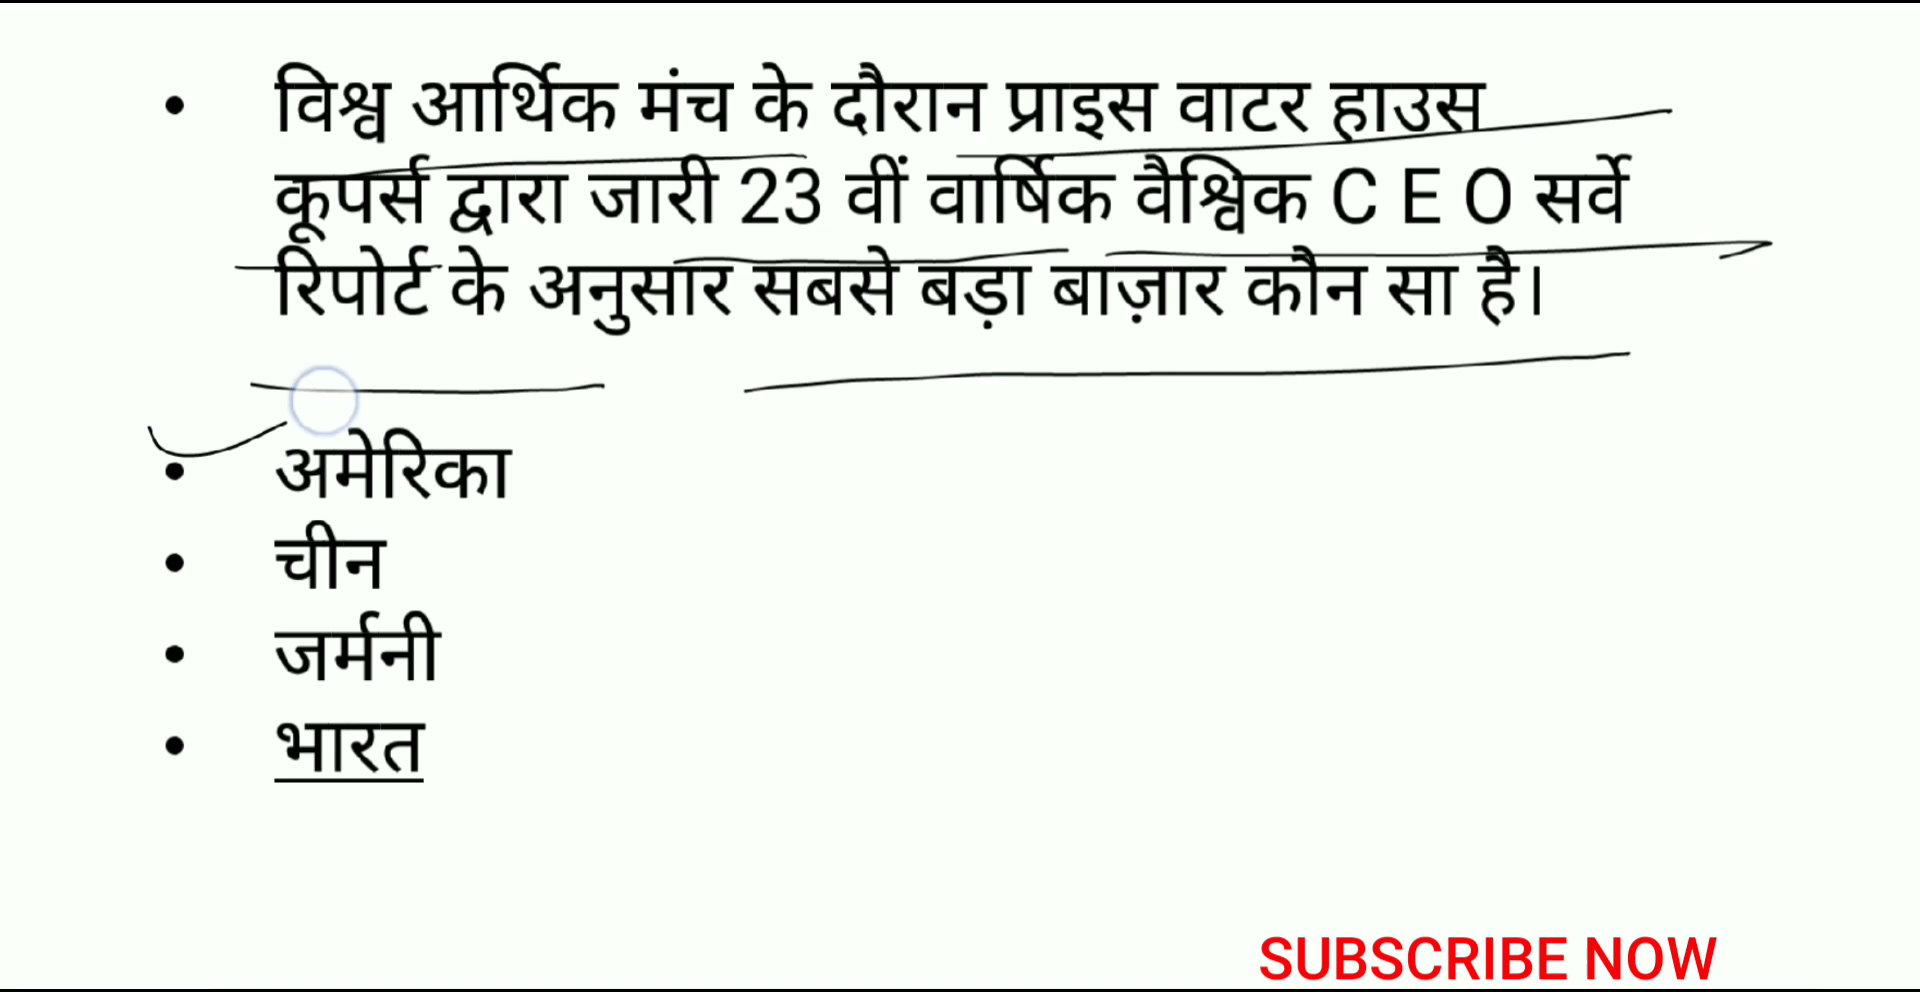 • विश्व आर्थिक मंच के दौरान प्राइस वाटर हाउस
कूपर्स द्वारा जारी 23 वीं वार्षिक वैश्विक C E O सर्वे
रिपोर्ट के अनुसार सबसे बड़ा बाज़ार कौन सा है।
• अमेरिका
• चीन
• जर्मनी
• भारत
SUBSCRIBE NOW